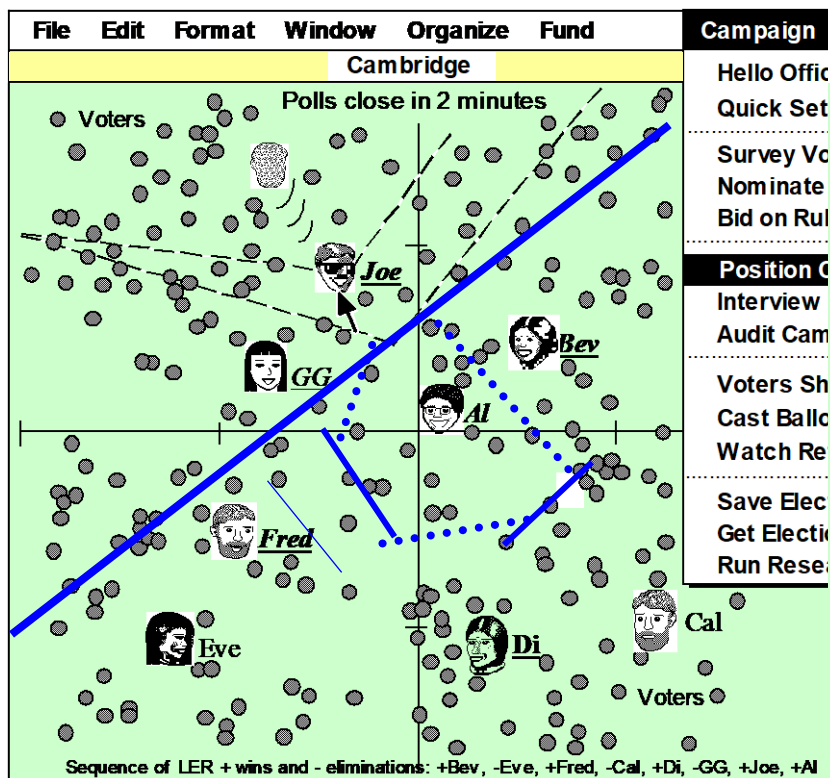 File Edit Format Window Organize Fund Campaign
Cambridge
Hello Offic
Polls close in 2 minutes
Quick Set
Voters
Survey Vo
Nominate
Bid on Rul
Joe
Position C
Interview
Audit Cam
Bev
GG
Voters Sh
Al
Cast Ballo
Watch Re
Save Elec
Fred
Get Electio
Run Resea
Eve
Di
Cal
Voters
Sequence of LER + wins and - eliminations: +Bev, -Eve, +Fred, -Cal, +Di, -GG, +Joe, +Al